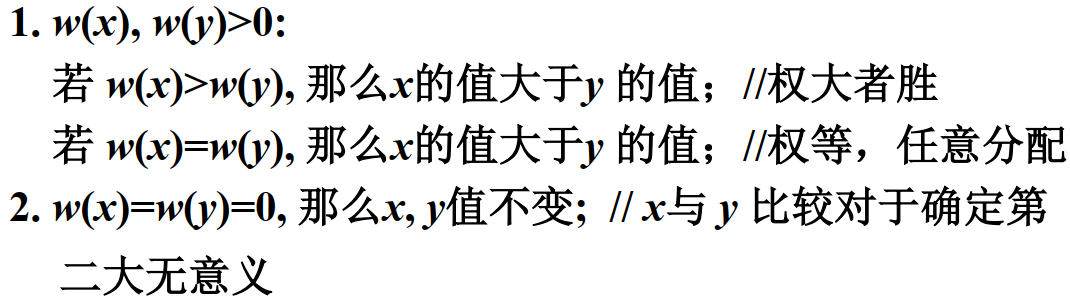 1. w(x), w(y)>0:
若 w(x)>w(y), 那么x的值大于y 的值；//权大者胜
若 w(x)=w(y), 那么x的值大于y 的值；//权等，任意分配
2. w(x)=w(y)=0, 那么x, y值不变; // x与 y 比较对于确定第
二大无意义